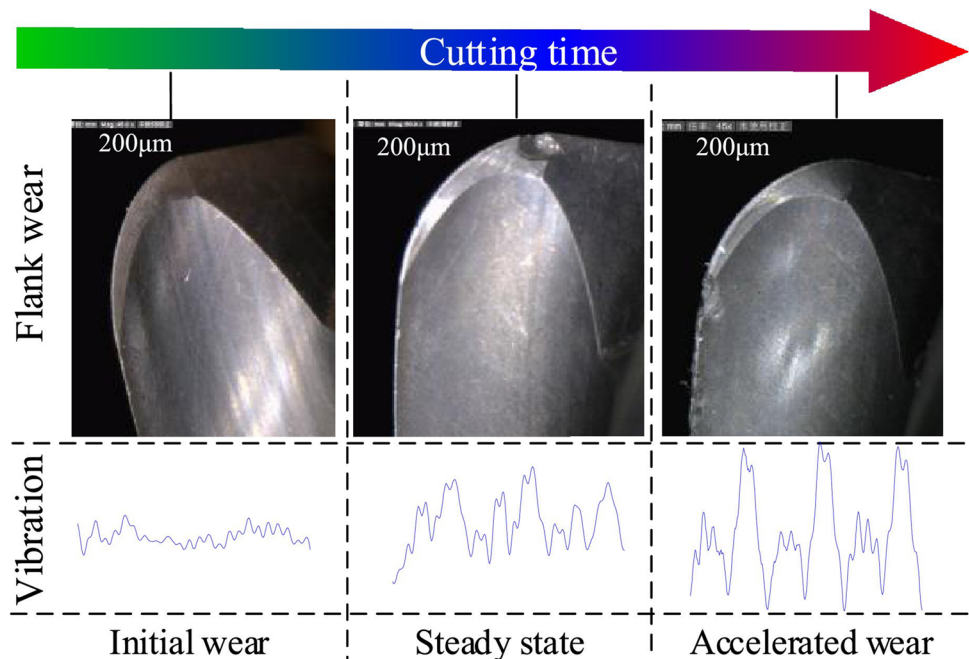 Cutting time
200μm
200μm
200μm
Flank wear
Vibration
Initial wear
Steady state
Accelerated wear